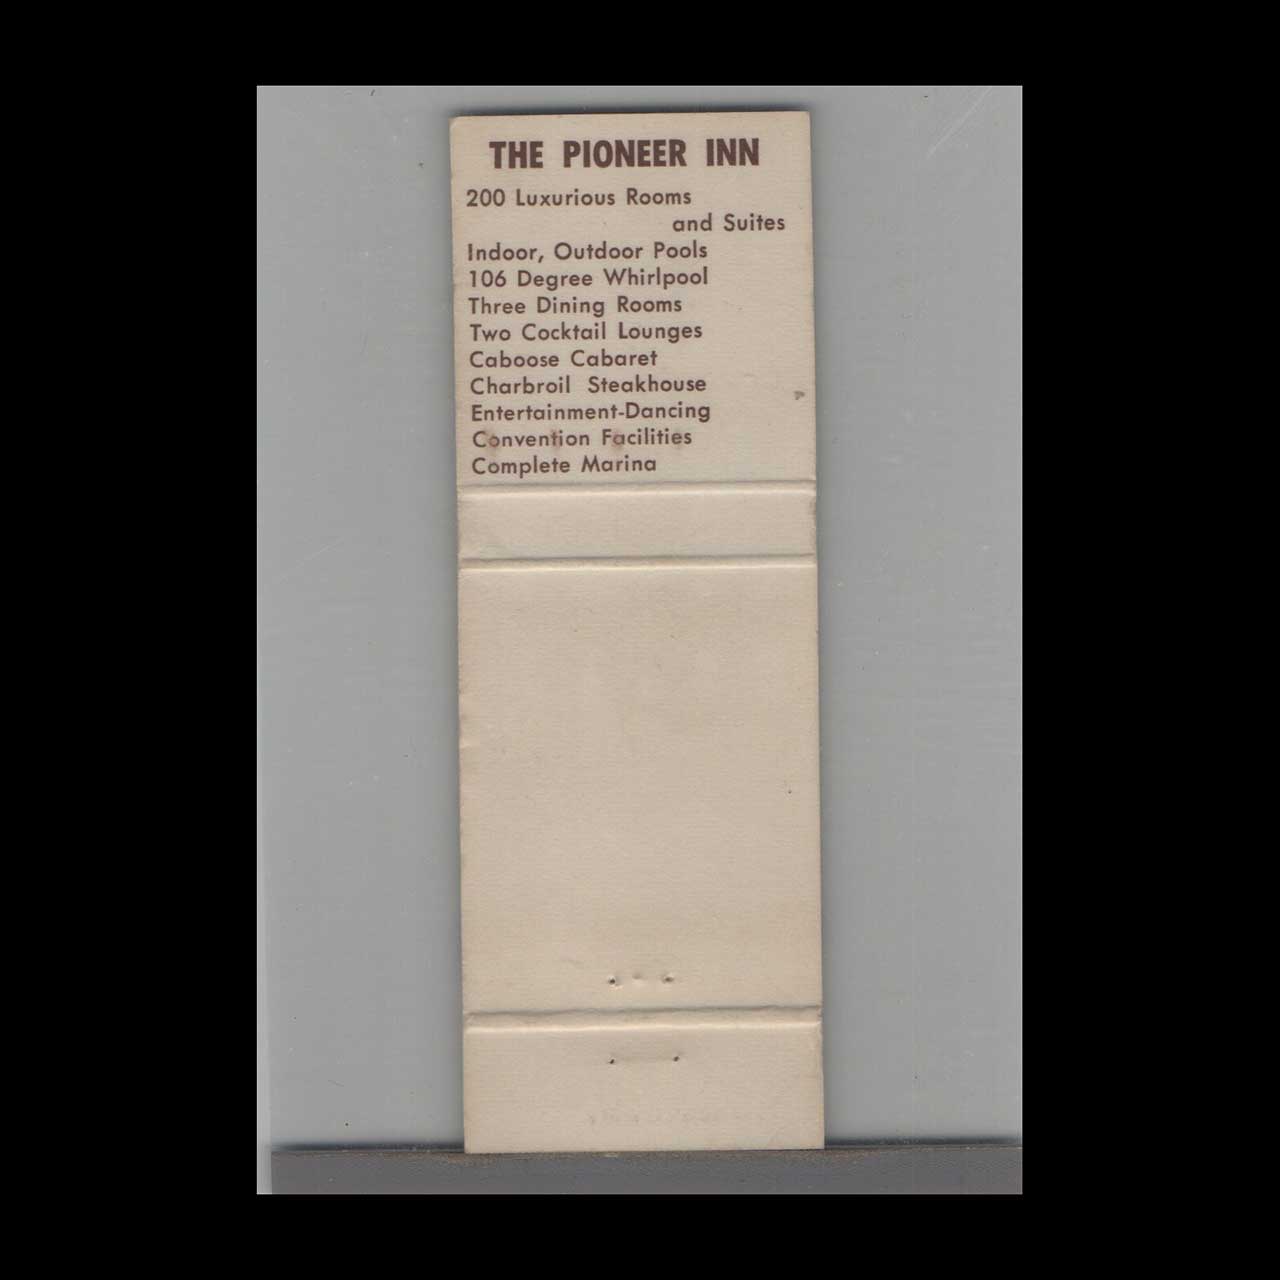 THE PIONEER INN
200 Luxurious Rooms
and Suites
Indoor, Outdoor Pools
106 Degree Whirlpool
Three Dining Rooms
Two Cocktail Lounges
Caboose Cabaret
Charbroil Steakhouse
Entertainment-Dancing
Convention Facilities
Complete Marina